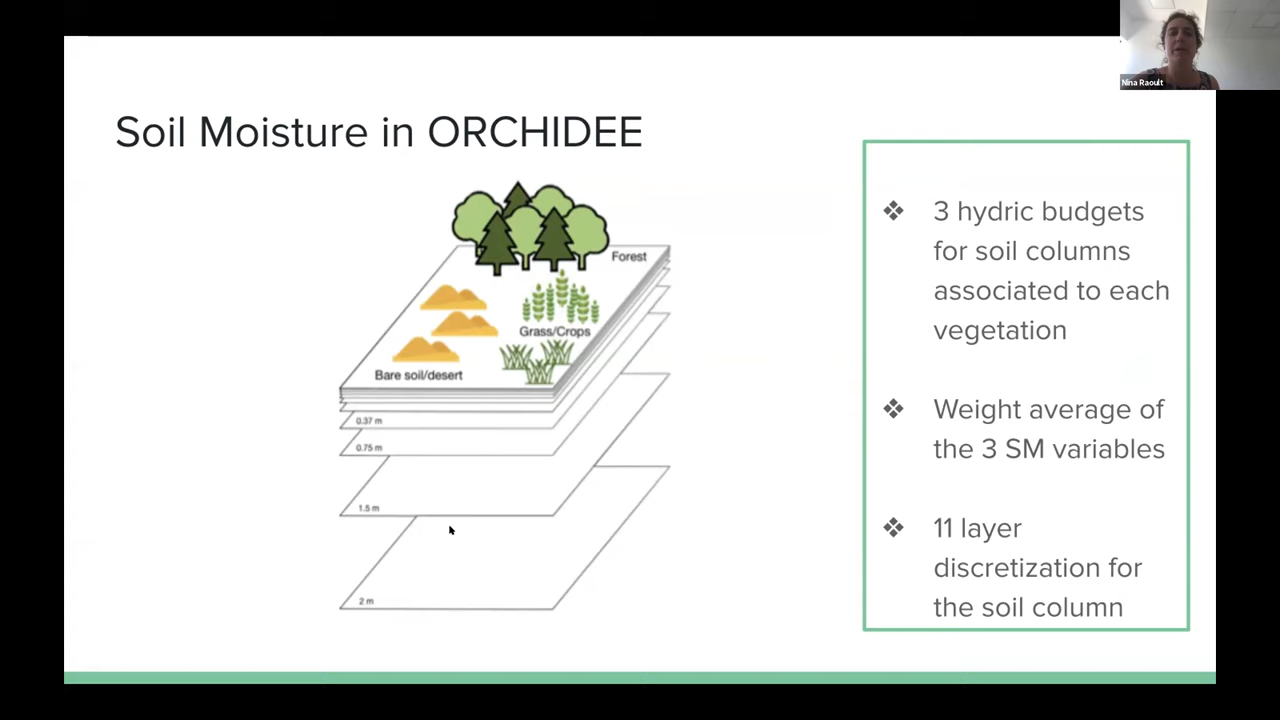 Nina Raoult
Soil Moisture in ORCHIDEE
Forest
Grass/Crops
Bare soil/desert
0.37 m
0.75 m
1.5 m
2 m
❖ 3 hydric budgets
for soil columns
associated to each
vegetation
❖ Weight average of
the 3 SM variables
❖ 11 layer
discretization for
the soil column